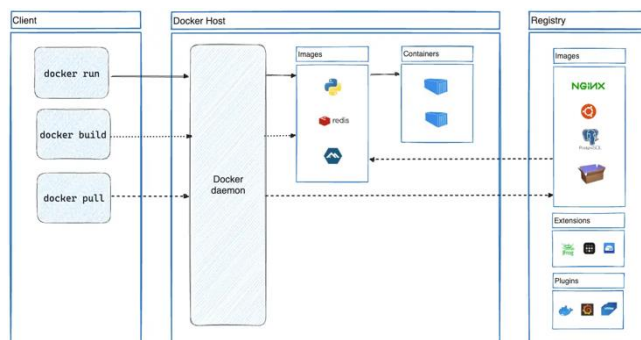 Client
docker run
docker build
docker pull
Docker Host
Docker
daemon
Images
redis
Containers
Registry
Images
NGINX
PostgreSQL
Extensions
Plugins